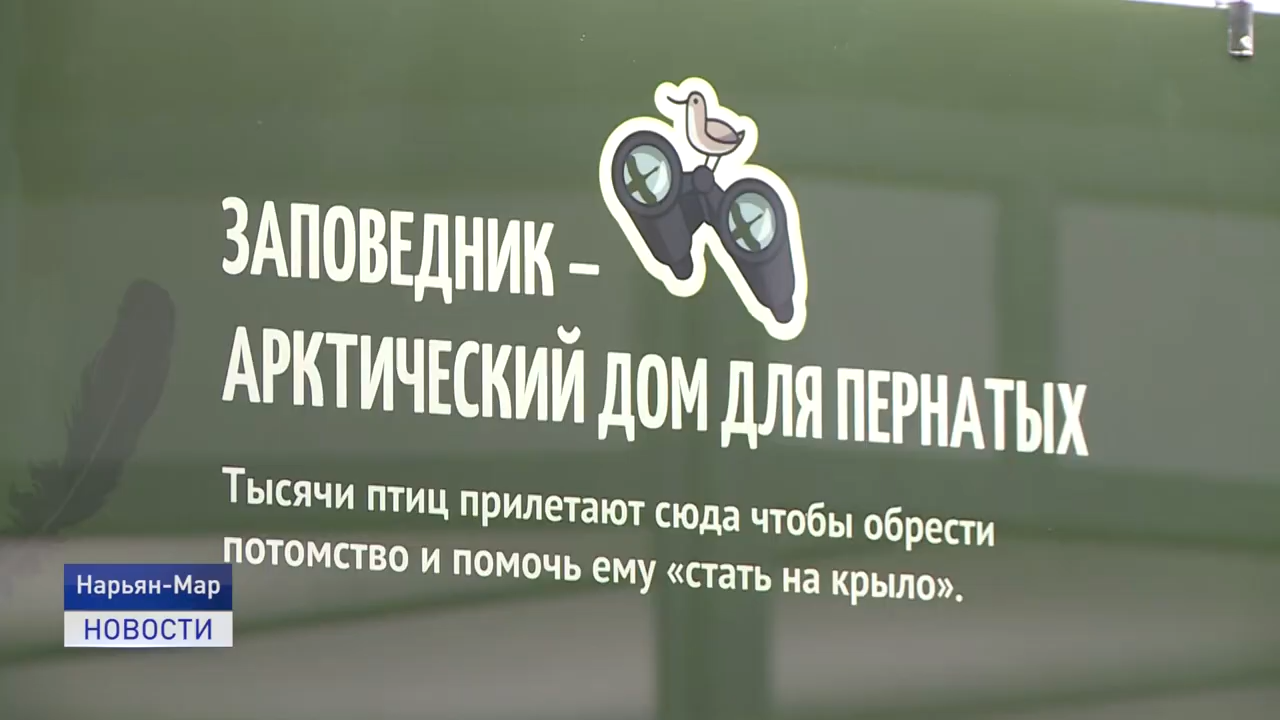 ЗАПОВЕДНИК –
АРКТИЧЕСКИЙ ДОМ ДЛЯ ПЕРНАТЫХ
Тысячи птиц прилетают сюда чтобы обрести
потомство и помочь ему «стать на крыло».
Нарьян-Мар
НОВОСТИ